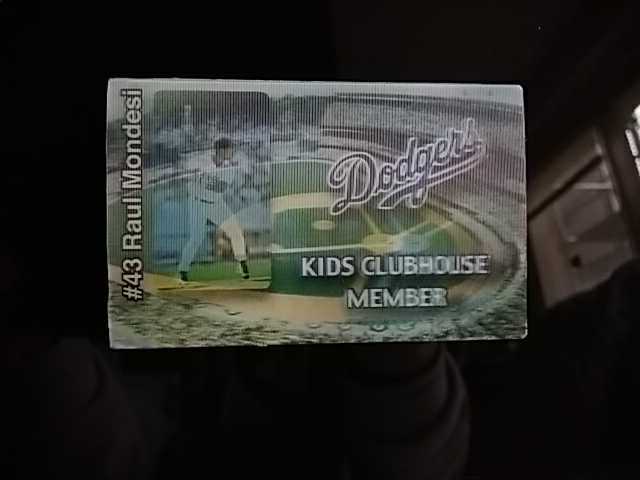 #43 Raul Mondesi
Dodgers
KIDS CLUBHOUSE
MEMBER